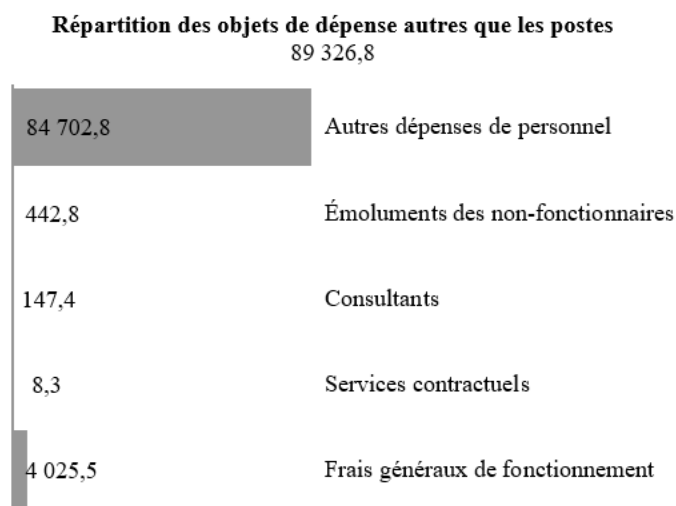 Répartition des objets de dépense autres que les postes
89 326,8
84 702,8 Autres dépenses de personnel
442,8 Émoluments des non-fonctionnaires
147,4 Consultants
8,3 Services contractuels
4 025,5 Frais généraux de fonctionnement